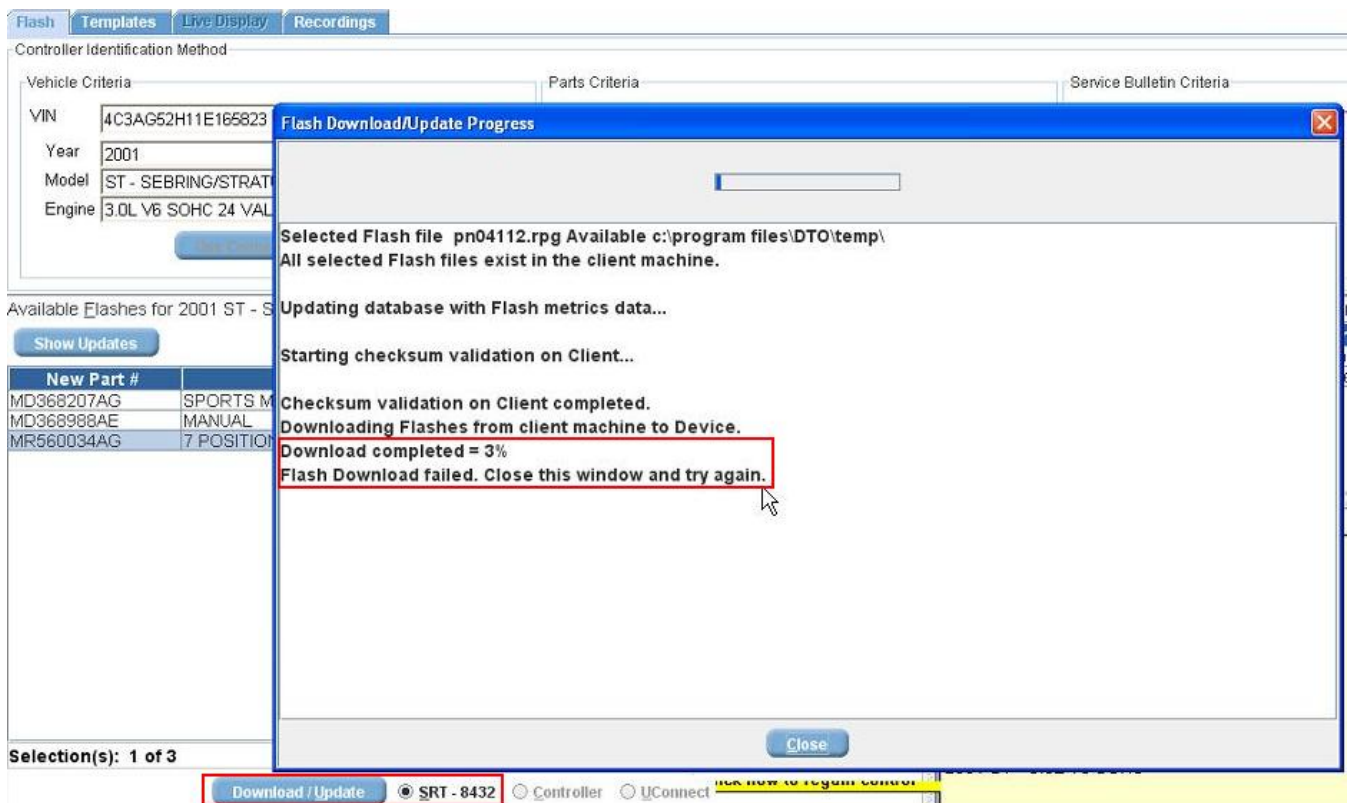 Flash Templates Live Display Recordings
Controller Identification Method
Vehicle Criteria Parts Criteria Service Bulletin Criteria
VIN 4C3AG52H11E165823
Year 2001
Model ST - SEBRING/STRAT
Engine 3.0L V6 SOHC 24 VAL
Available Flashes for 2001 ST - S
Show Updates
New Part #
MD368207AG SPORTS M
MD368988AE MANUAL
MR560034AG 7 POSITION
Selection(s): 1 of 3
Flash Download/Update Progress
Selected Flash file pn04112.rpg Available c:\program files\DTO\temp\
All selected Flash files exist in the client machine.
Updating database with Flash metrics data...
Starting checksum validation on Client...
Checksum validation on Client completed.
Downloading Flashes from client machine to Device.
Download completed = 3%
Flash Download failed. Close this window and try again.
Close
Download / Update SRT - 8432 Controller UConnect